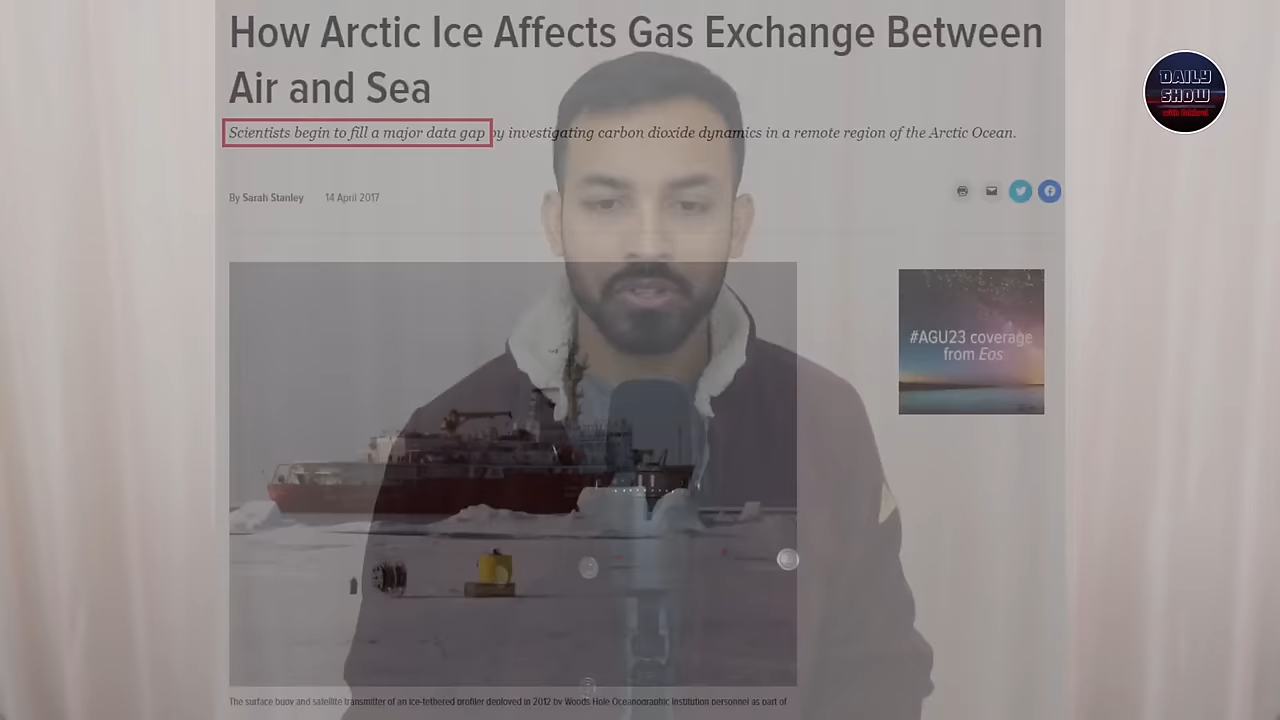 How Arctic Ice Affects Gas Exchange Between
Air and Sea
Scientists begin to fill a major data gap by investigating carbon dioxide dynamics in a remote region of the Arctic Ocean.
By Sarah Stanley 14 April 2017
DAILY
SHOW
#AGU23 coverage
from Eos
The surface buoy and satellite transmitter of an ice-tethered profiler deployed in 2012 by Woods Hole Oceanographic Institution personnel as part of